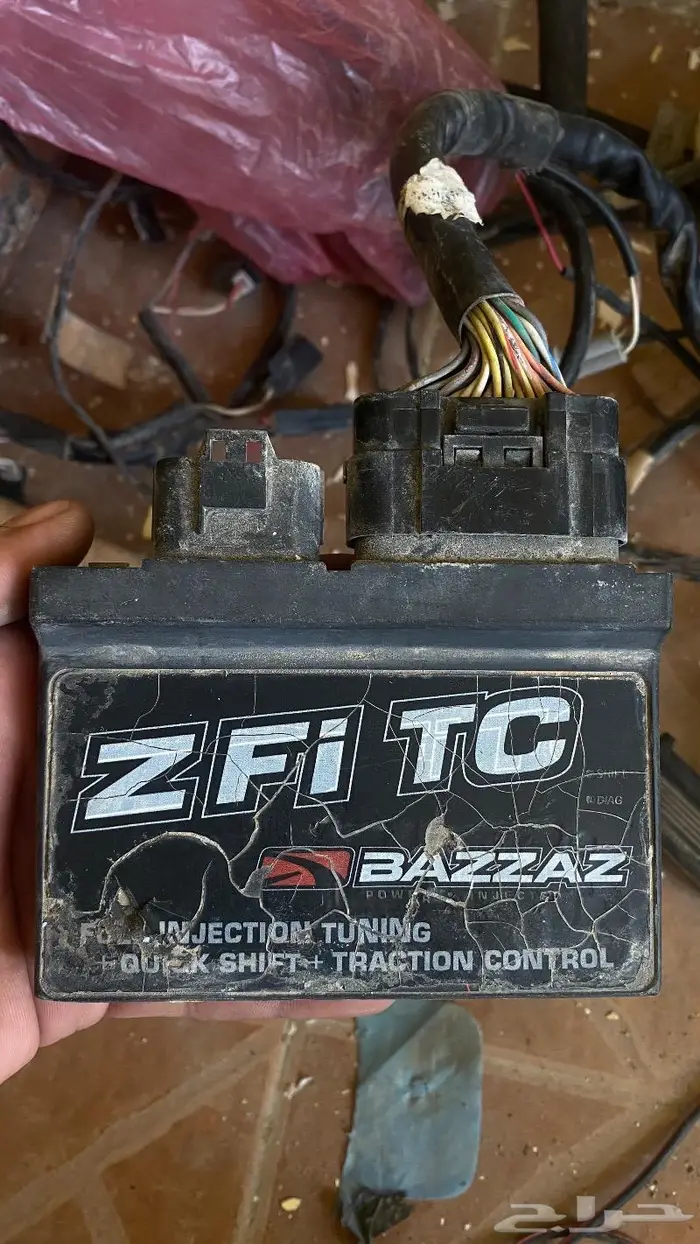 ZFi TC
SHIFT
DIAG
BAZZAZ
INJECTION TUNING
+ QUICK SHIFT + TRACTION CONTROL
حراج